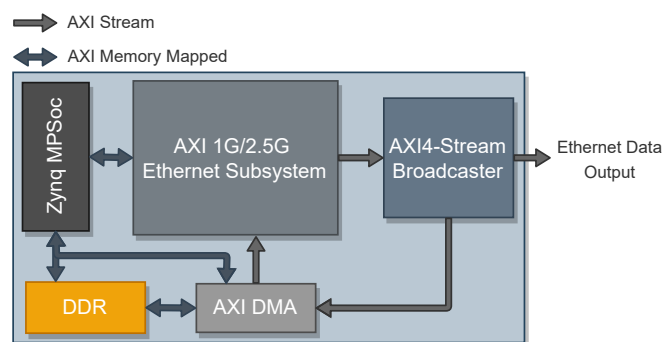 AXI Stream
AXI Memory Mapped
Zynq MPSoc
AXI 1G/2.5G
Ethernet Subsystem
AXI4-Stream
Broadcaster
Ethernet Data
Output
DDR
AXI DMA